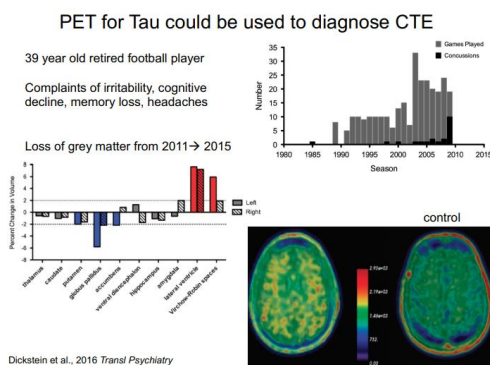 PET for Tau could be used to diagnose CTE
39 year old retired football player
Complaints of irritability, cognitive
decline, memory loss, headaches
Loss of grey matter from 2011→ 2015
Games Played
Concussions
Number
35
30
25
20
15
10
5
0
1980 1985 1990 1995 2000 2005 2010 2015
Season
Percent Change in Volume
8
6
4
2
0
-2
-4
-6
-8
Left
Right
thalamus
caudate
putamen
globus pallidus
accumbens
ventral diencephalon
hippocampus
amygdala
lateral ventricle
Virchow-Robin spaces
control
732.
0.00
Dickstein et al., 2016 Transl Psychiatry